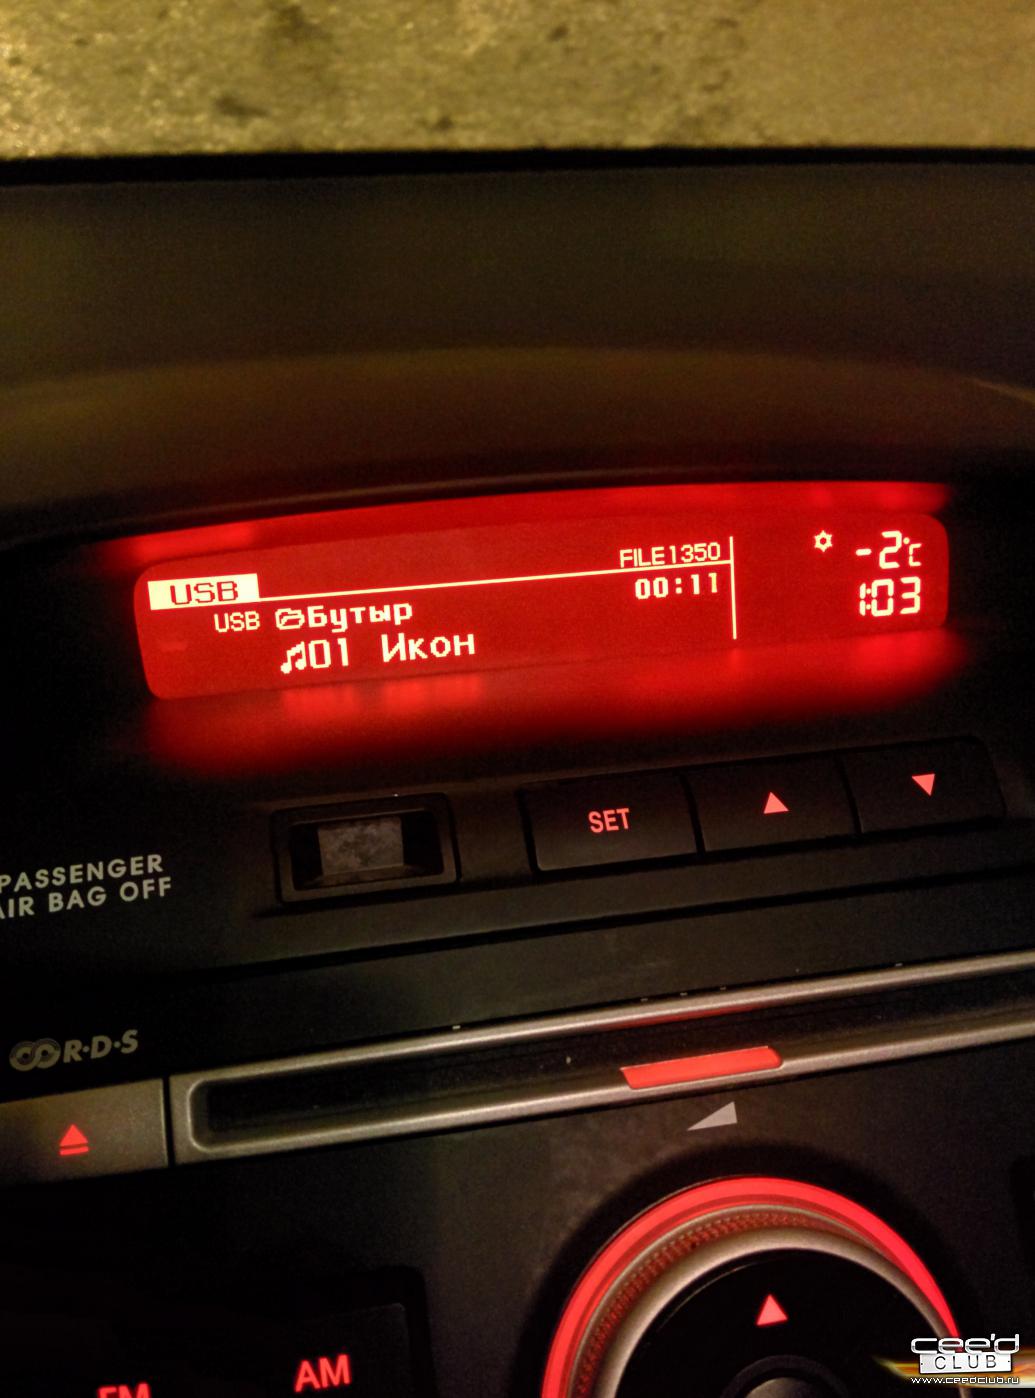 FILE1350
USB
00:11
-2°c
USB Бутыр
1:03
01 Икон
SET
PASSENGER
AIR BAG OFF
R·D·S
FM
AM
cee'd
CLUB
www.ceedclub.ru